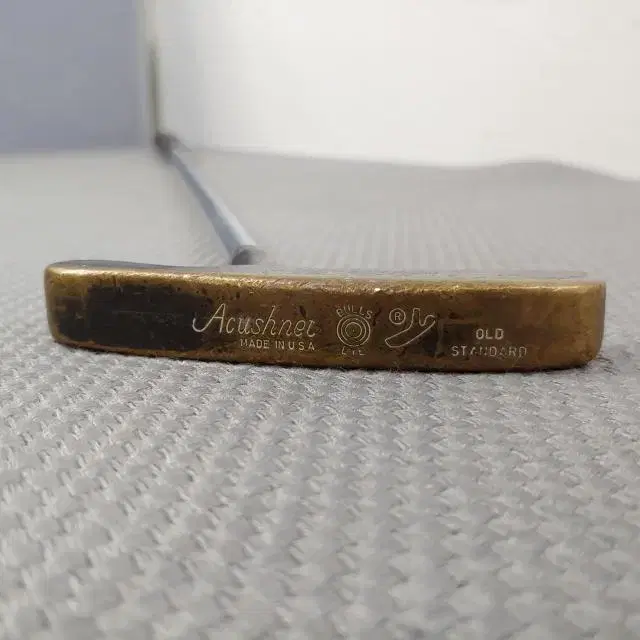 Acushnet
MADE IN U.S.A.
BULLS
EYE
®
OLD
STANDARD